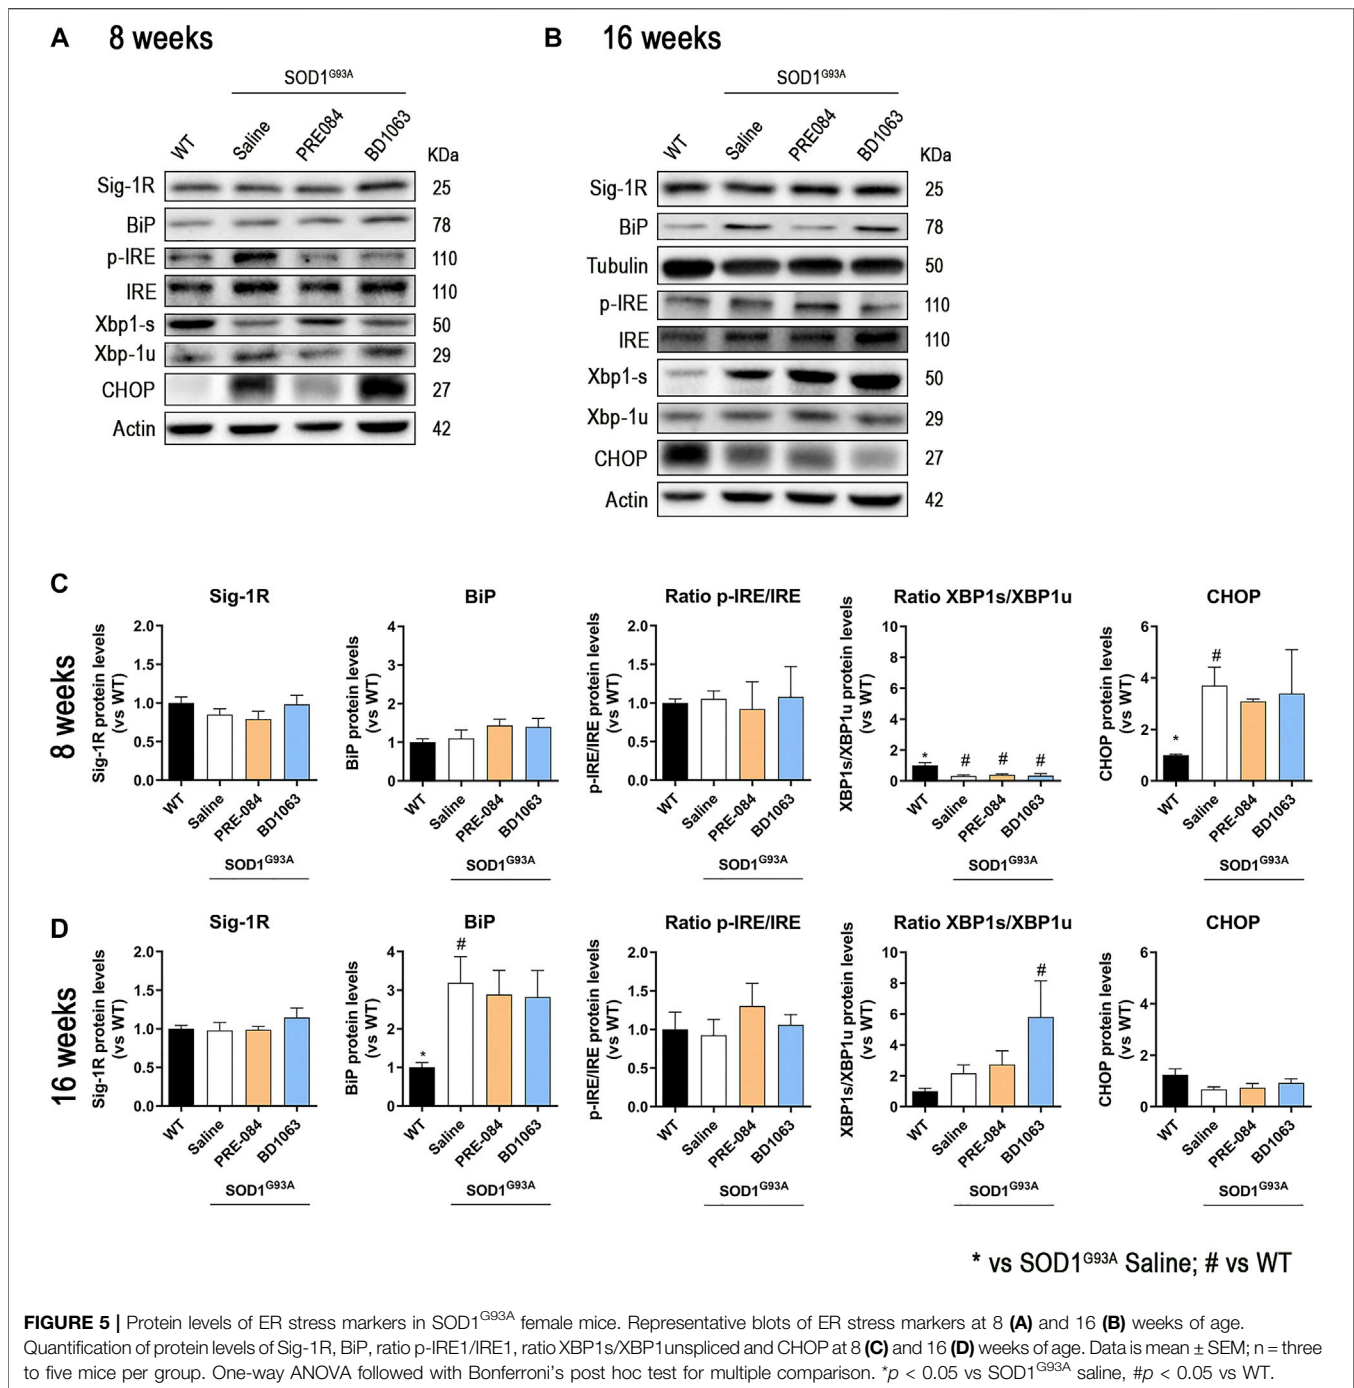 A 8 weeks
SOD1G93A
WT Saline PRE084 BD1063 KDa
Sig-1R 25
BiP 78
p-IRE 110
IRE 110
Xbp1-s 50
Xbp-1u 29
CHOP 27
Actin 42
B 16 weeks
SOD1G93A
WT Saline PRE084 BD1063 KDa
Sig-1R 25
BiP 78
Tubulin 50
p-IRE 110
IRE 110
Xbp1-s 50
Xbp-1u 29
CHOP 27
Actin 42
C
8 weeks
Sig-1R
Sig-1R protein levels
(vs WT)
2.0
1.5
1.0
0.5
0.0
WT Saline PRE-084 BD1063
SOD1G93A
BiP
BiP protein levels
(vs WT)
4
3
2
1
0
WT Saline PRE-084 BD1063
SOD1G93A
Ratio p-IRE/IRE
p-IRE/IRE protein levels
(vs WT)
2.0
1.5
1.0
0.5
0.0
WT Saline PRE-084 BD1063
SOD1G93A
Ratio XBP1s/XBP1u
XBP1s/XBP1u protein levels
(vs WT)
10
8
6
4
2
0
* # # #
WT Saline PRE-084 BD1063
SOD1G93A
CHOP
CHOP protein levels
(vs WT)
6
4
2
0
* #
WT Saline PRE-084 BD1063
SOD1G93A
D
16 weeks
Sig-1R
Sig-1R protein levels
(vs WT)
2.0
1.5
1.0
0.5
0.0
WT Saline PRE-084 BD1063
SOD1G93A
BiP
BiP protein levels
(vs WT)
4
3
2
1
0
* #
WT Saline PRE-084 BD1063
SOD1G93A
Ratio p-IRE/IRE
p-IRE/IRE protein levels
(vs WT)
2.0
1.5
1.0
0.5
0.0
WT Saline PRE-084 BD1063
SOD1G93A
Ratio XBP1s/XBP1u
XBP1s/XBP1u protein levels
(vs WT)
10
8
6
4
2
0
#
WT Saline PRE-084 BD1063
SOD1G93A
CHOP
CHOP protein levels
(vs WT)
6
4
2
0
WT Saline PRE-084 BD1063
SOD1G93A
* vs SOD1G93A Saline; # vs WT
FIGURE 5 | Protein levels of ER stress markers in SOD1G93A female mice. Representative blots of ER stress markers at 8 (A) and 16 (B) weeks of age.
Quantification of protein levels of Sig-1R, BiP, ratio p-IRE1/IRE1, ratio XBP1s/XBP1unspliced and CHOP at 8 (C) and 16 (D) weeks of age. Data is mean ± SEM; n = three
to five mice per group. One-way ANOVA followed with Bonferroni's post hoc test for multiple comparison. *p < 0.05 vs SOD1G93A saline, #p < 0.05 vs WT.